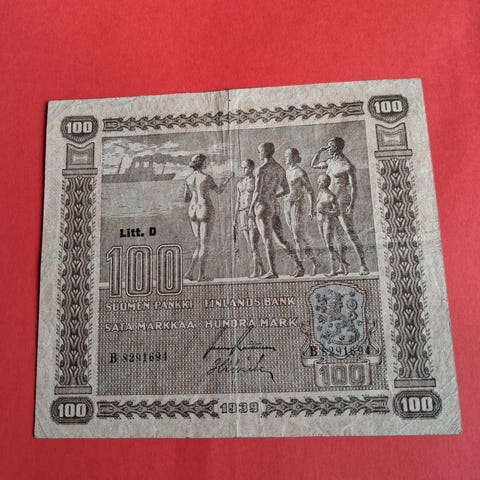 100 100
Litt. D
100
SUOMEN PANKKI FINLANDS BANK
SATA MARKKAA HUNDRA MARK
B 8291694 B 8291694
100
100 1939 100